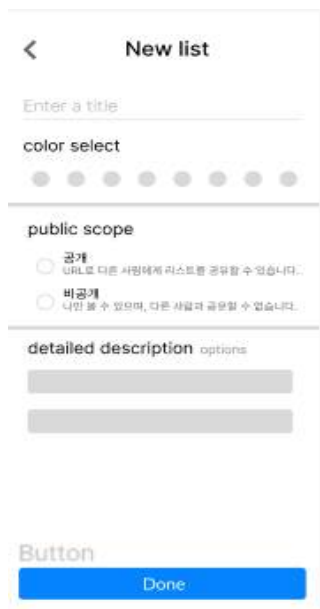 New list
Enter a title
color select
public scope
공개
URL로 다른 사람에게 리스트를 공유할 수 있습니다.
비공개
나만 볼 수 있으며, 다른 사람과 공유할 수 없습니다.
detailed description options
Button
Done